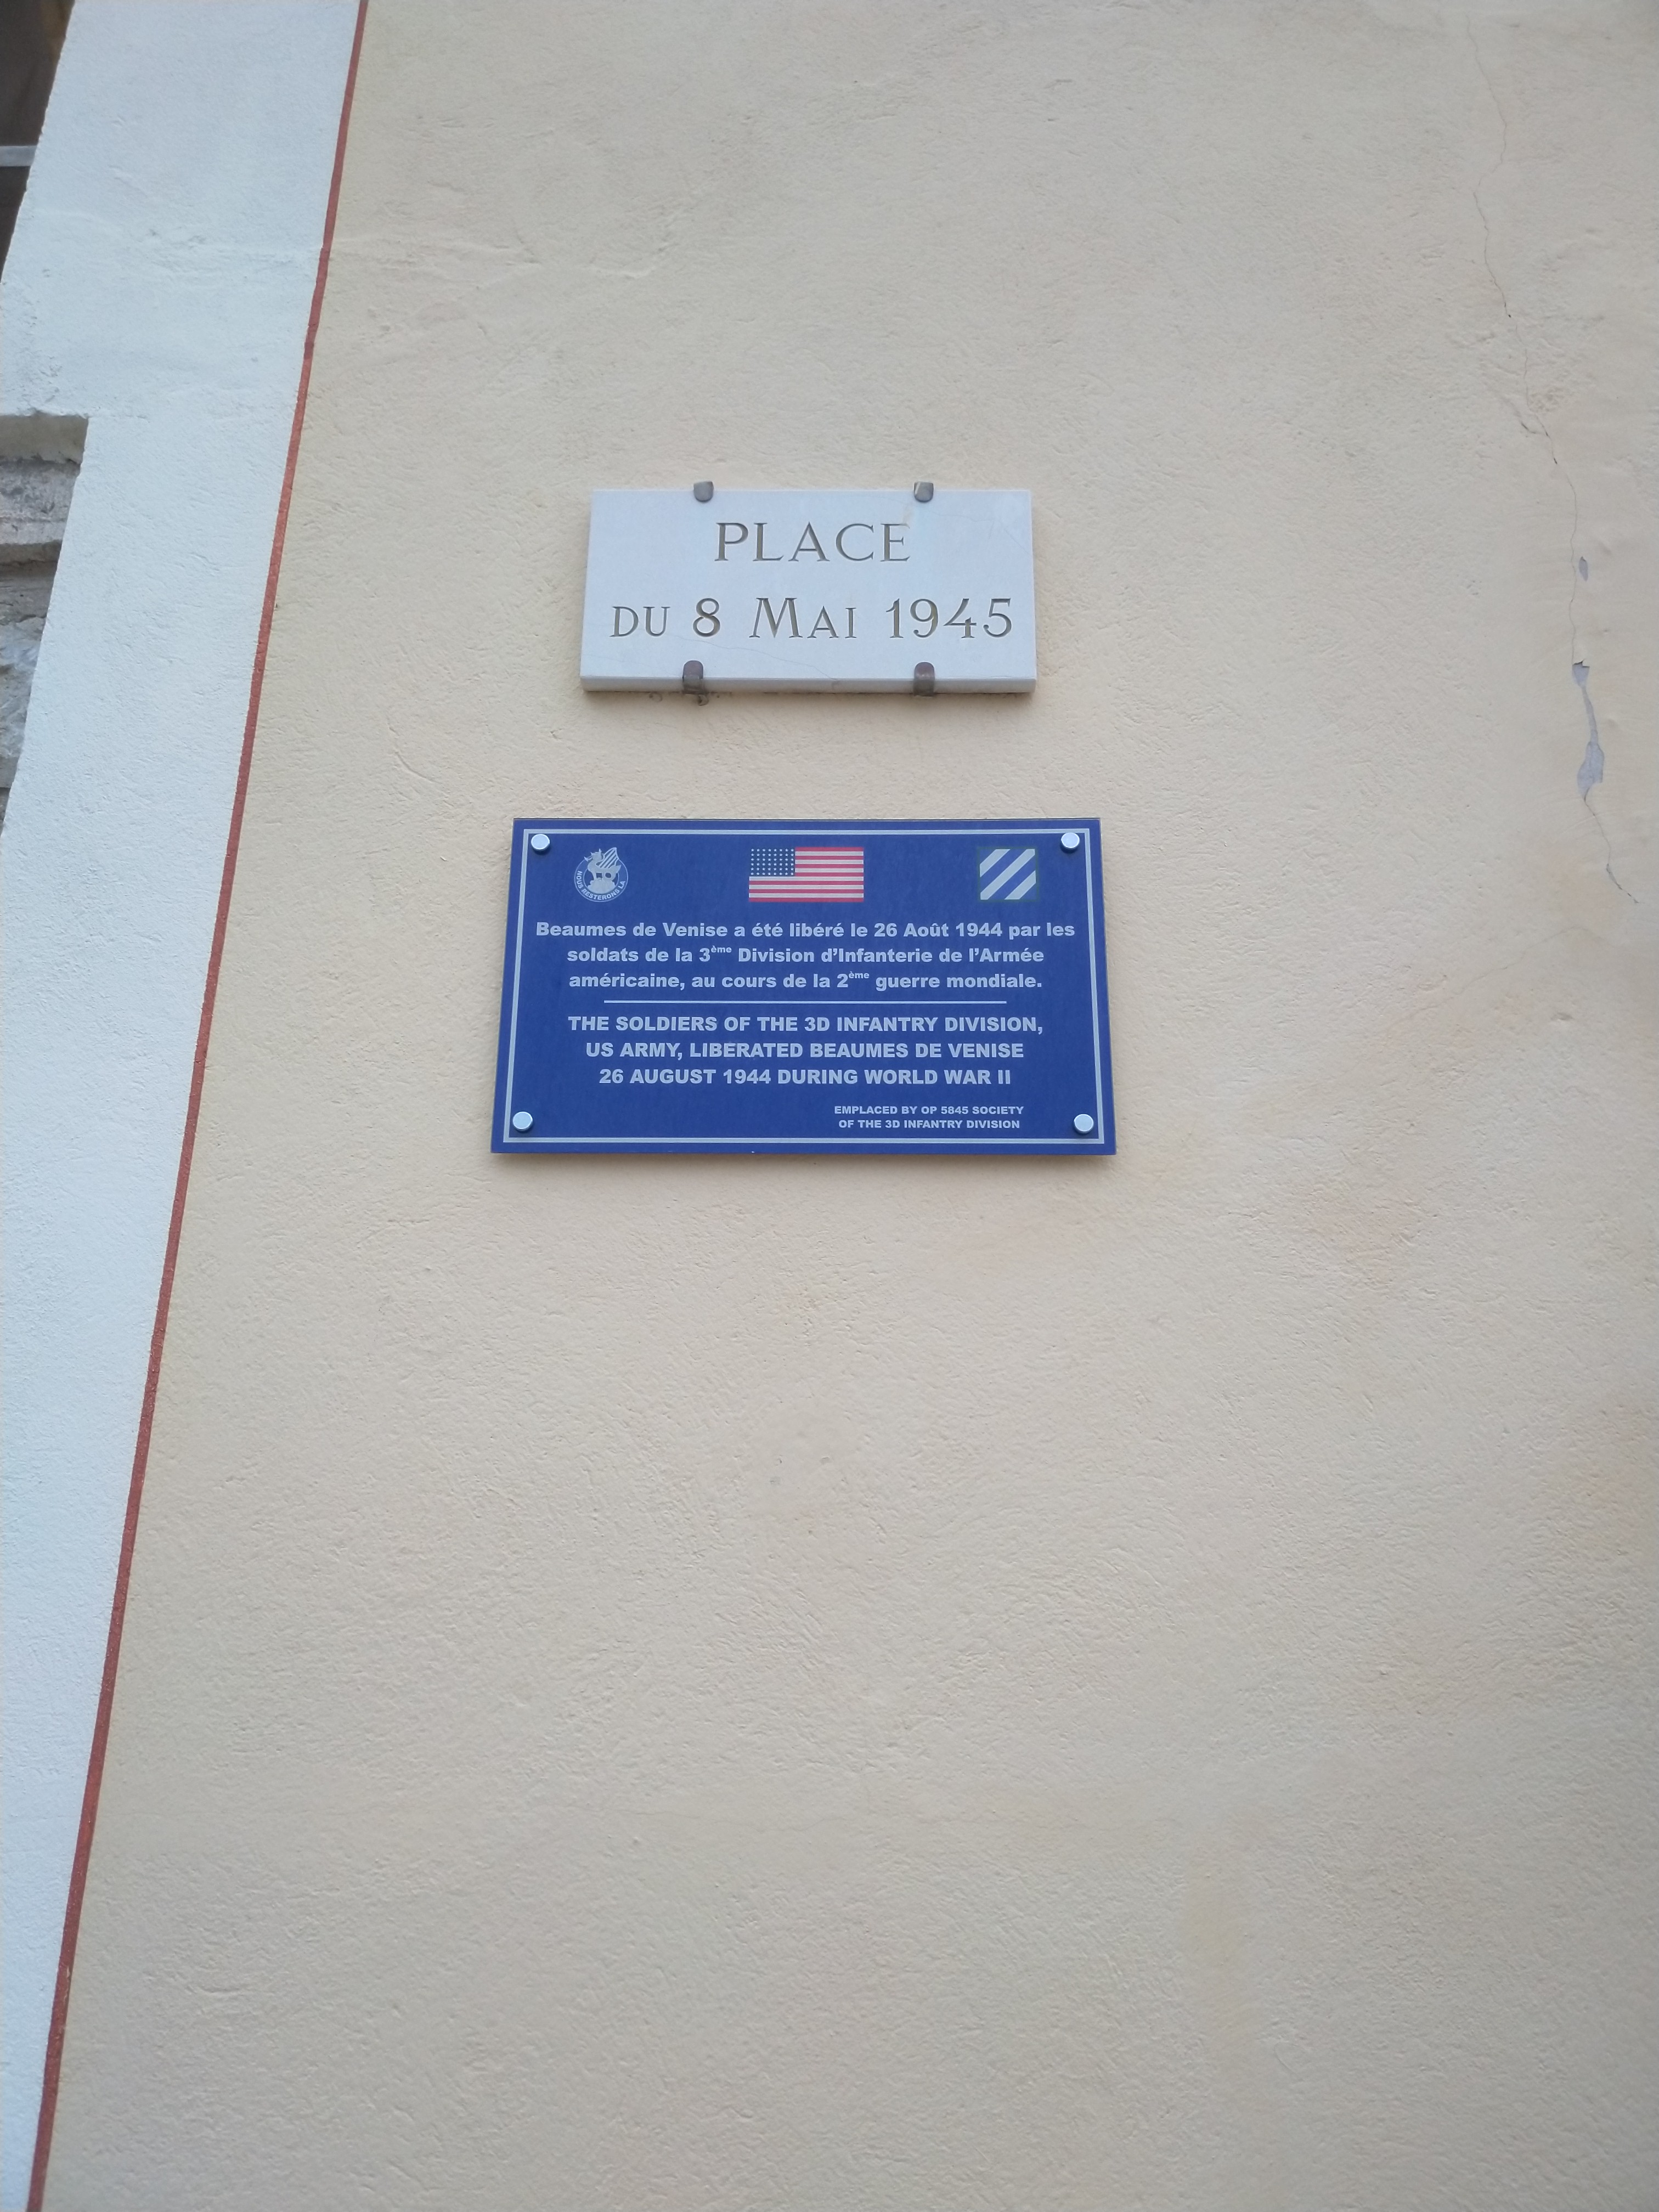 PLACE
DU 8 MAI 1945
NOUS RESTERONS LA
Beaumes de Venise a été libéré le 26 Août 1944 par les
soldats de la 3ème Division d'Infanterie de l'Armée
américaine, au cours de la 2ème guerre mondiale.
THE SOLDIERS OF THE 3D INFANTRY DIVISION,
US ARMY, LIBERATED BEAUMES DE VENISE
26 AUGUST 1944 DURING WORLD WAR II
EMPLACED BY OP 5845 SOCIETY
OF THE 3D INFANTRY DIVISION